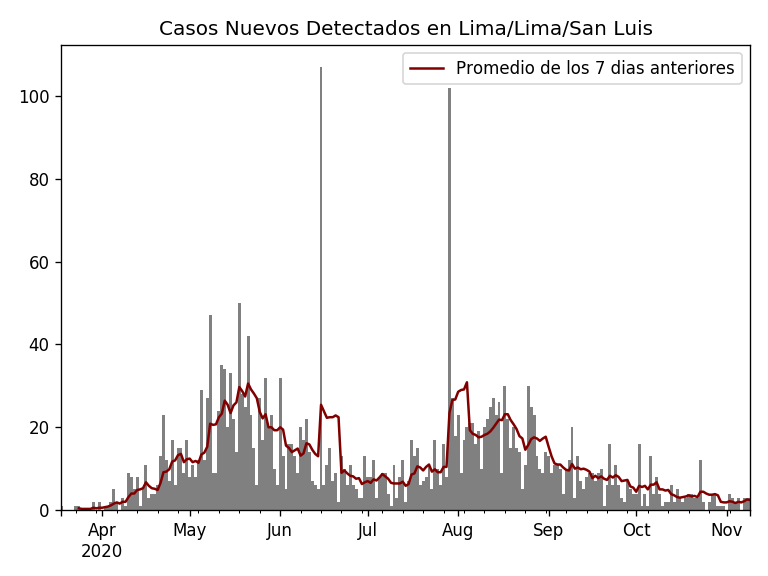 Casos Nuevos Detectados en Lima/Lima/San Luis
Promedio de los 7 dias anteriores
100
80
60
40
20
0
Apr May Jun Jul Aug Sep Oct Nov
2020